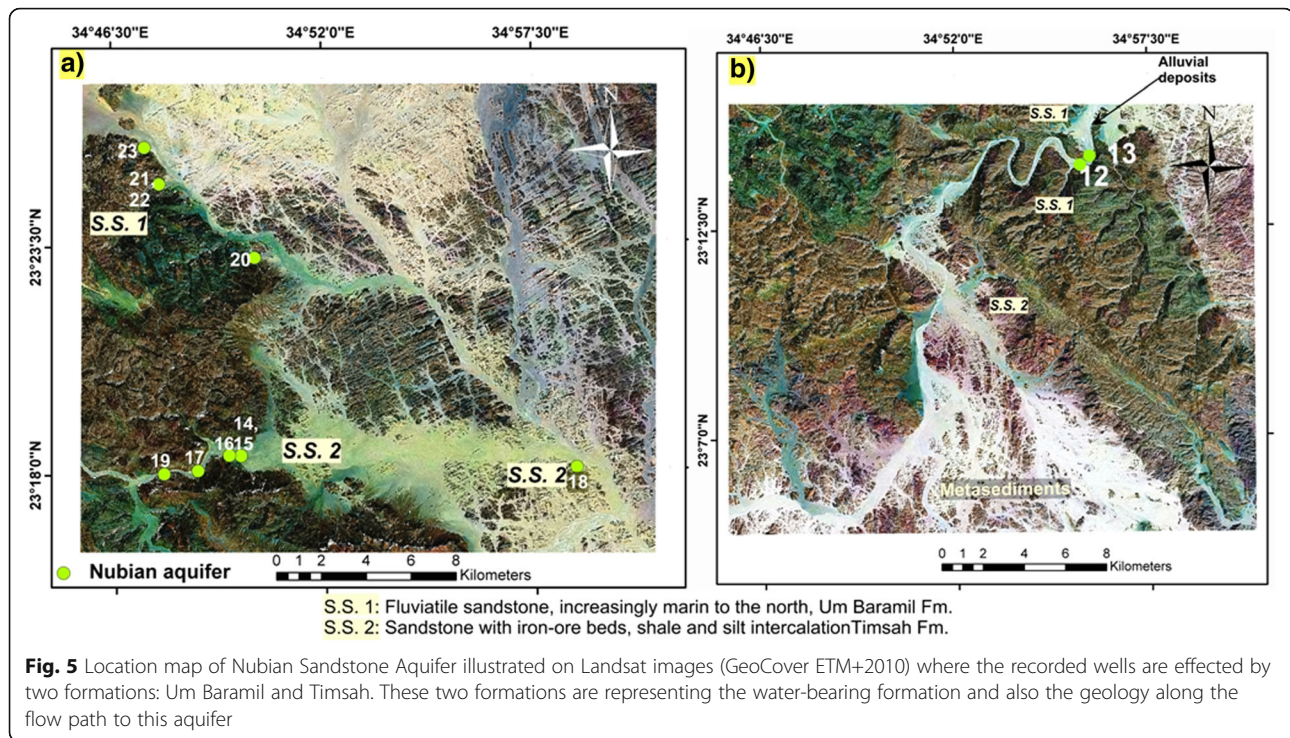 34°46'30"E 34°52'0"E 34°57'30"E
a)
N
23
21
22
S.S. 1
20
23°23'30"N
14,
16 15
19 17
S.S. 2
S.S. 2
18
23°18'0"N
Nubian aquifer
0 1 2 4 6 8
Kilometers
34°46'30"E 34°52'0"E 34°57'30"E
b)
Alluvial
deposits
S.S. 1
N
13
12
S.S. 1
23°12'30"N
S.S. 2
23°7'0"N
Metasediments
0 1 2 4 6 8
Kilometers
S.S. 1: Fluviatile sandstone, increasingly marin to the north, Um Baramil Fm.
S.S. 2: Sandstone with iron-ore beds, shale and silt intercalationTimsah Fm.
Fig. 5 Location map of Nubian Sandstone Aquifer illustrated on Landsat images (GeoCover ETM+2010) where the recorded wells are effected by
two formations: Um Baramil and Timsah. These two formations are representing the water-bearing formation and also the geology along the
flow path to this aquifer